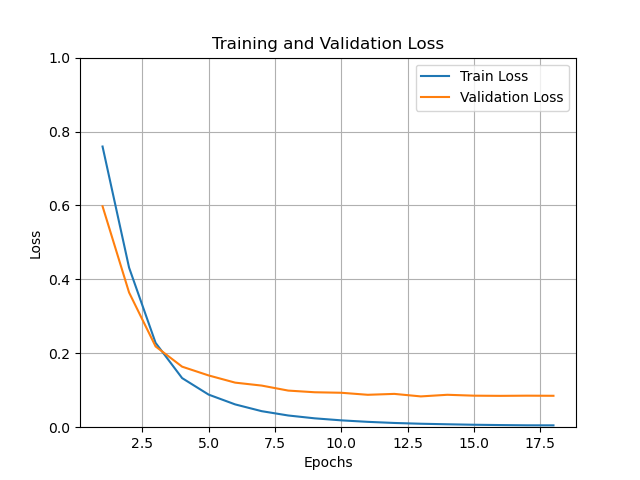 Training and Validation Loss
1.0
0.8
0.6
0.4
0.2
0.0
Loss
Train Loss
Validation Loss
2.5 5.0 7.5 10.0 12.5 15.0 17.5
Epochs